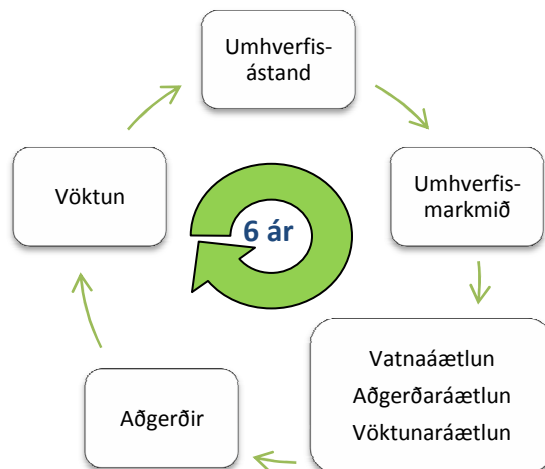 Umhverfis-
ástand
Umhverfis-
markmið
Vatnaáætlun
Aðgerðaráætlun
Vöktunaráætlun
Aðgerðir
Vöktun
6 ár